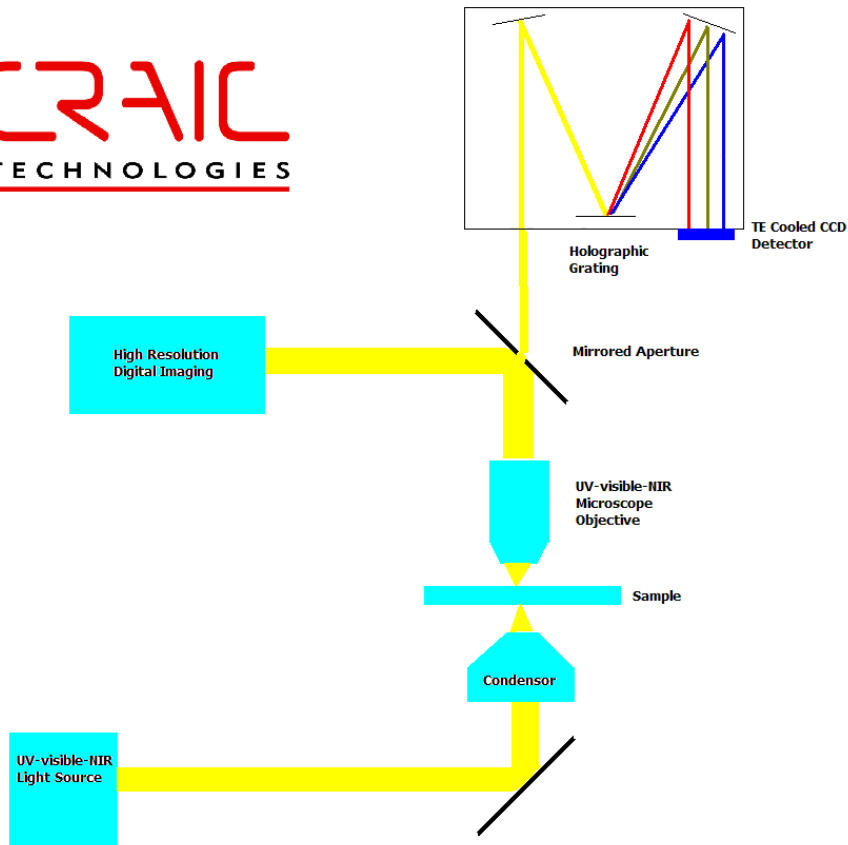 CRAIC
TECHNOLOGIES
TE Cooled CCD
Detector
Holographic
Grating
High Resolution
Digital Imaging
Mirrored Aperture
UV-visible-NIR
Microscope
Objective
Sample
Condensor
UV-visible-NIR
Light Source